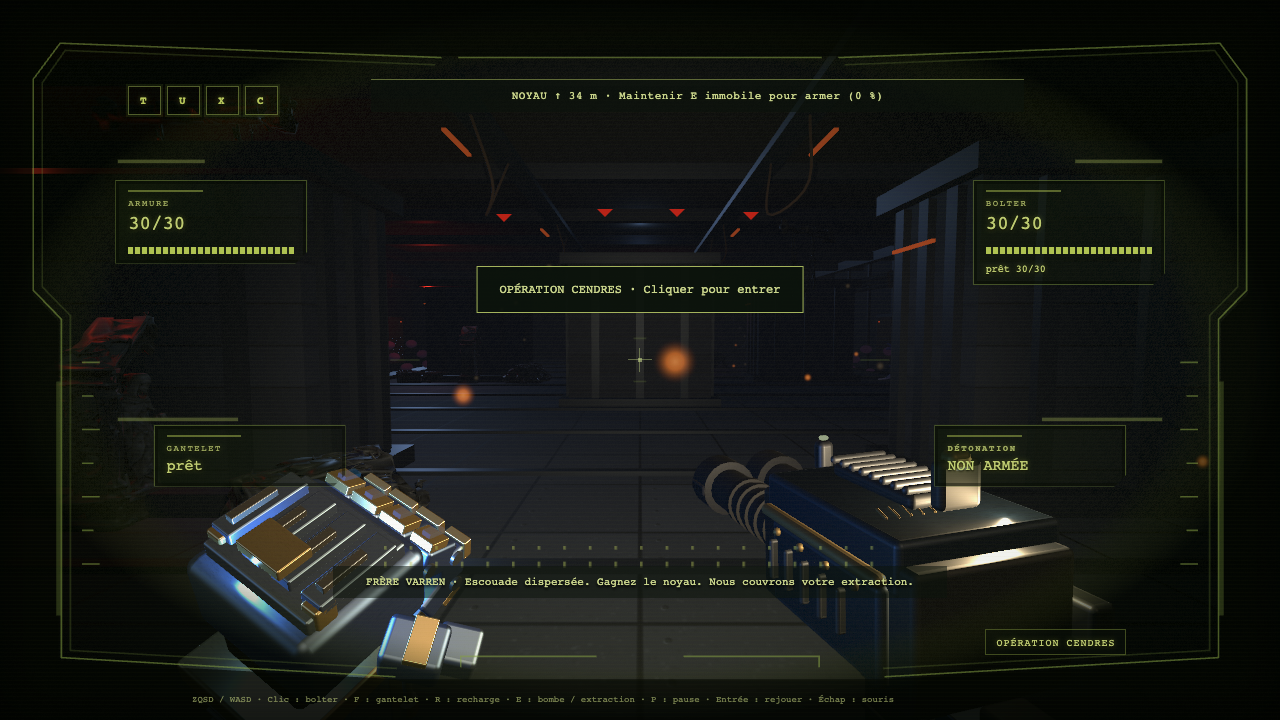 T U X C
NOYAU ↑ 34 m · Maintenir E immobile pour armer (0 %)
ARMURE
30/30
BOLTER
30/30
prêt 30/30
OPÉRATION CENDRES · Cliquer pour entrer
GANTELET
prêt
DÉTONATION
NON ARMÉE
FRÈRE VARREN · Escouade dispersée. Gagnez le noyau. Nous couvrons votre extraction.
OPÉRATION CENDRES
ZQSD / WASD · Clic : bolter · F : gantelet · R : recharge · E : bombe / extraction · P : pause · Entrée : rejouer · Échap : souris